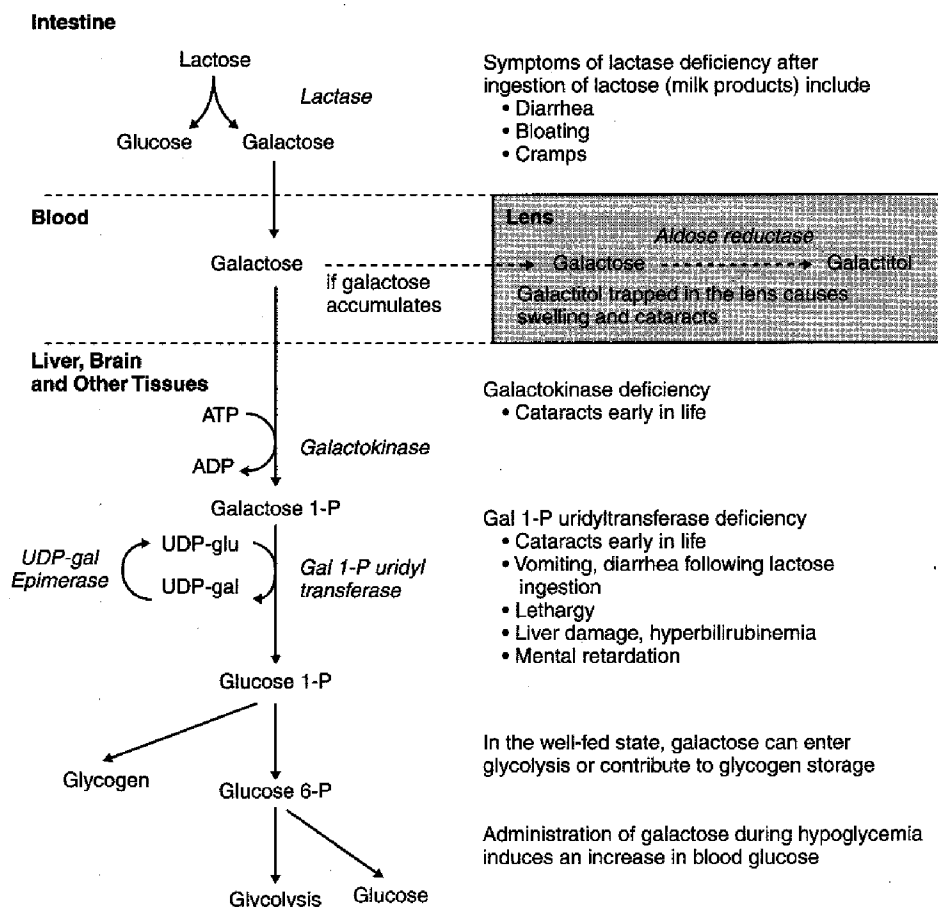 Intestine
Lactose
Lactase
Glucose
Galactose
Symptoms of lactase deficiency after
ingestion of lactose (milk products) include
• Diarrhea
• Bloating
• Cramps
Blood
Galactose
If galactose
accumulates
Lens
Aldose reductase
Galactose
Galactitol
Galactitol trapped in the lens causes
swelling and cataracts
Liver, Brain
and Other Tissues
ATP
ADP
Galactokinase
Galactokinase deficiency
• Cataracts early in life
Galactose 1-P
UDP-gal
Epimerase
UDP-glu
UDP-gal
Gal 1-P uridyl
transferase
Gal 1-P uridyltransferase deficiency
• Cataracts early in life
• Vomiting, diarrhea following lactose
ingestion
• Lethargy
• Liver damage, hyperbilirubinemia
• Mental retardation
Glucose 1-P
Glycogen
Glucose 6-P
In the well-fed state, galactose can enter
glycolysis or contribute to glycogen storage
Glycolysis
Glucose
Administration of galactose during hypoglycemia
induces an increase in blood glucose